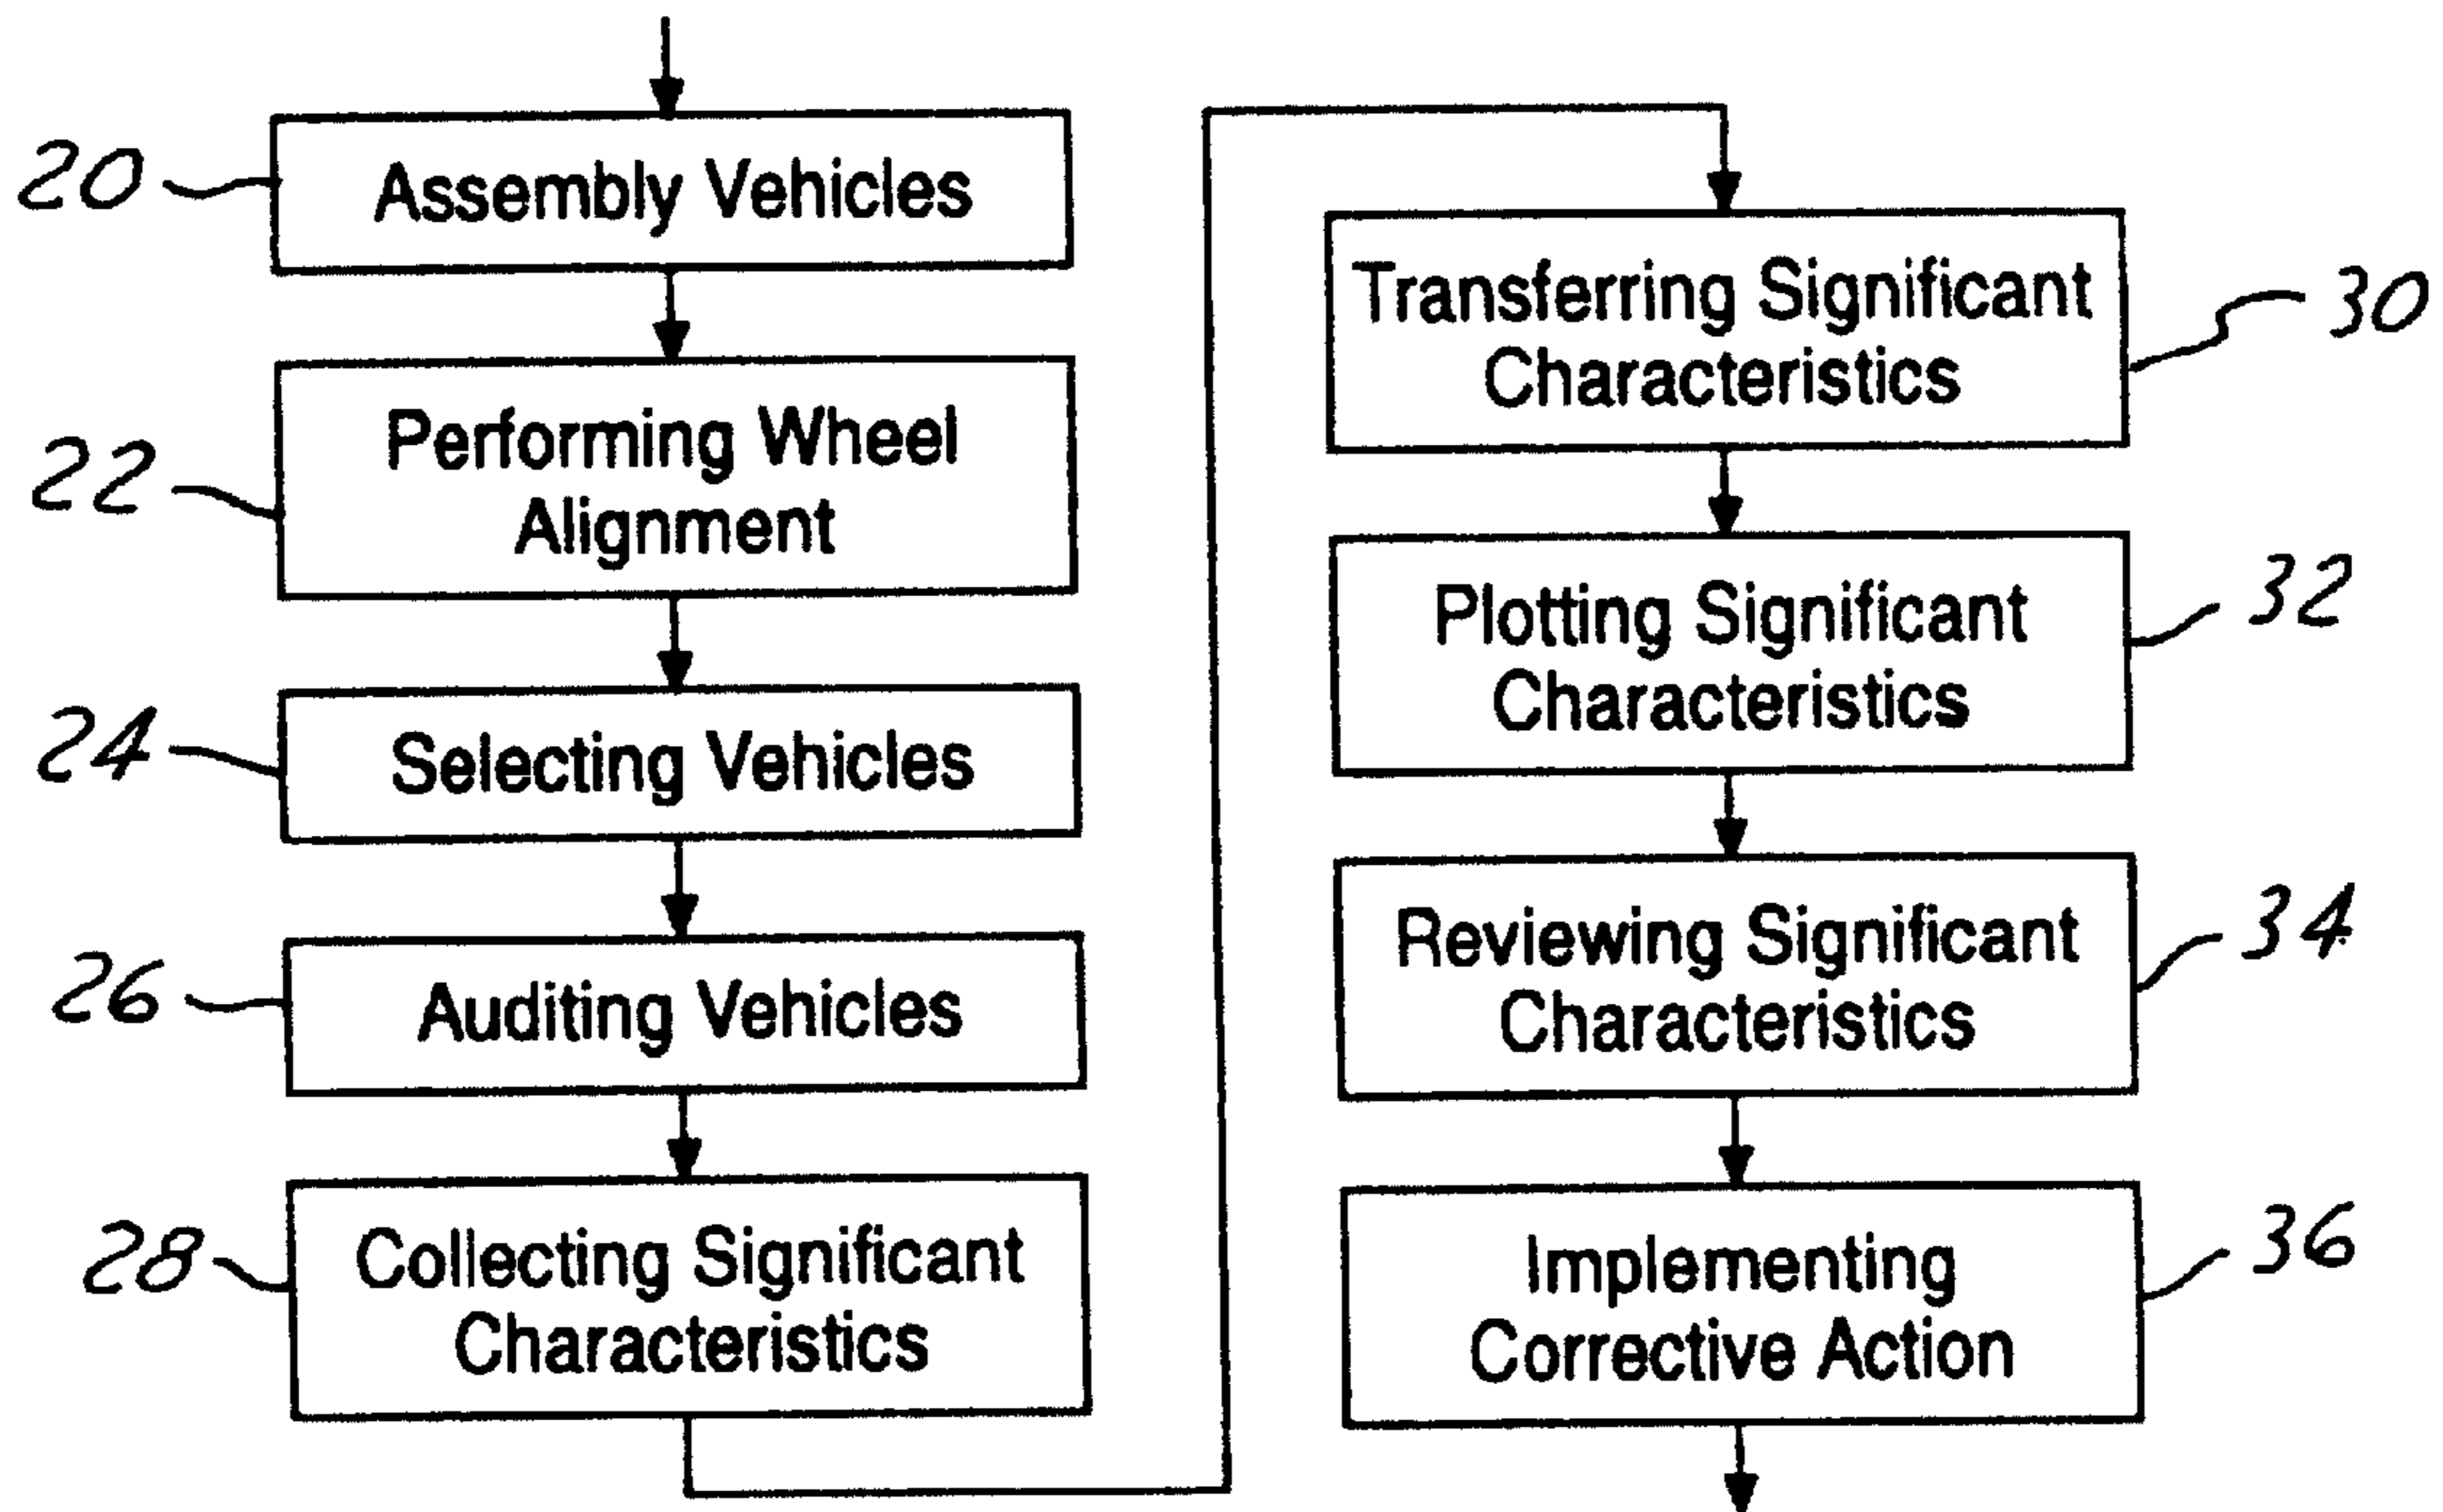 20
Assembly Vehicles
22
Performing Wheel
Alignment
24
Selecting Vehicles
26
Auditing Vehicles
28
Collecting Significant
Characteristics
Transferring Significant
Characteristics
30
Plotting Significant
Characteristics
32
Reviewing Significant
Characteristics
34
Implementing
Corrective Action
36